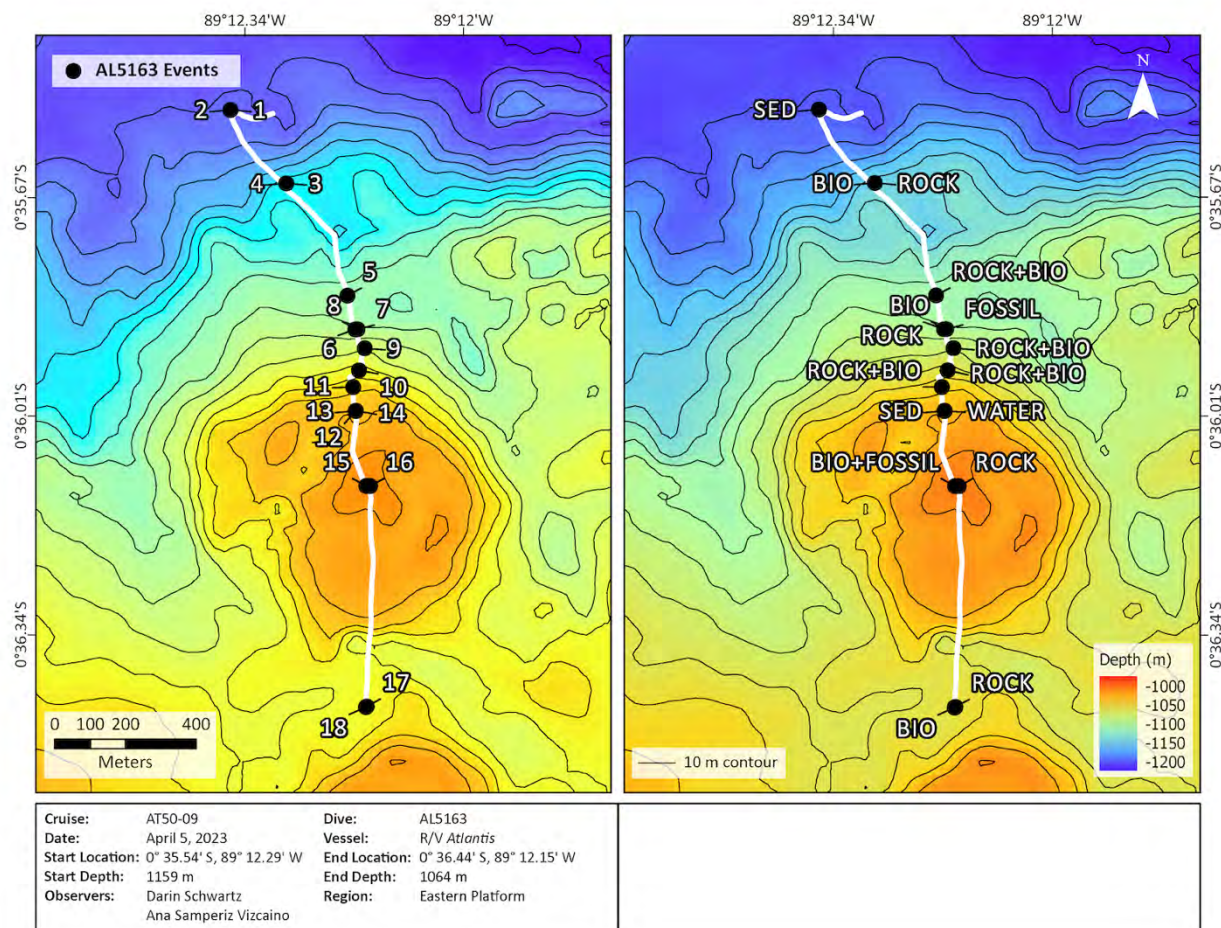 89°12.34'W 89°12'W 89°12.34'W 89°12'W
AL5163 Events
N
2 1
SED
4 3
BIO ROCK
0°35.67'S
0°35.67'S
5
ROCK+BIO
8 7
BIO FOSSIL
ROCK
6 9
ROCK+BIO
ROCK+BIO ROCK+BIO
11 10
0°36.01'S
0°36.01'S
13 14
SED WATER
12
15 16
BIO+FOSSIL ROCK
0°36.34'S
0°36.34'S
17
ROCK
18
BIO
0 100 200 400
Meters
10 m contour
Depth (m)
-1000
-1050
-1100
-1150
-1200
Cruise: AT50-09 Dive: AL5163
Date: April 5, 2023 Vessel: R/V Atlantis
Start Location: 0° 35.54' S, 89° 12.29' W End Location: 0° 36.44' S, 89° 12.15' W
Start Depth: 1159 m End Depth: 1064 m
Observers: Darin Schwartz Region: Eastern Platform
Ana Samperiz Vizcaino